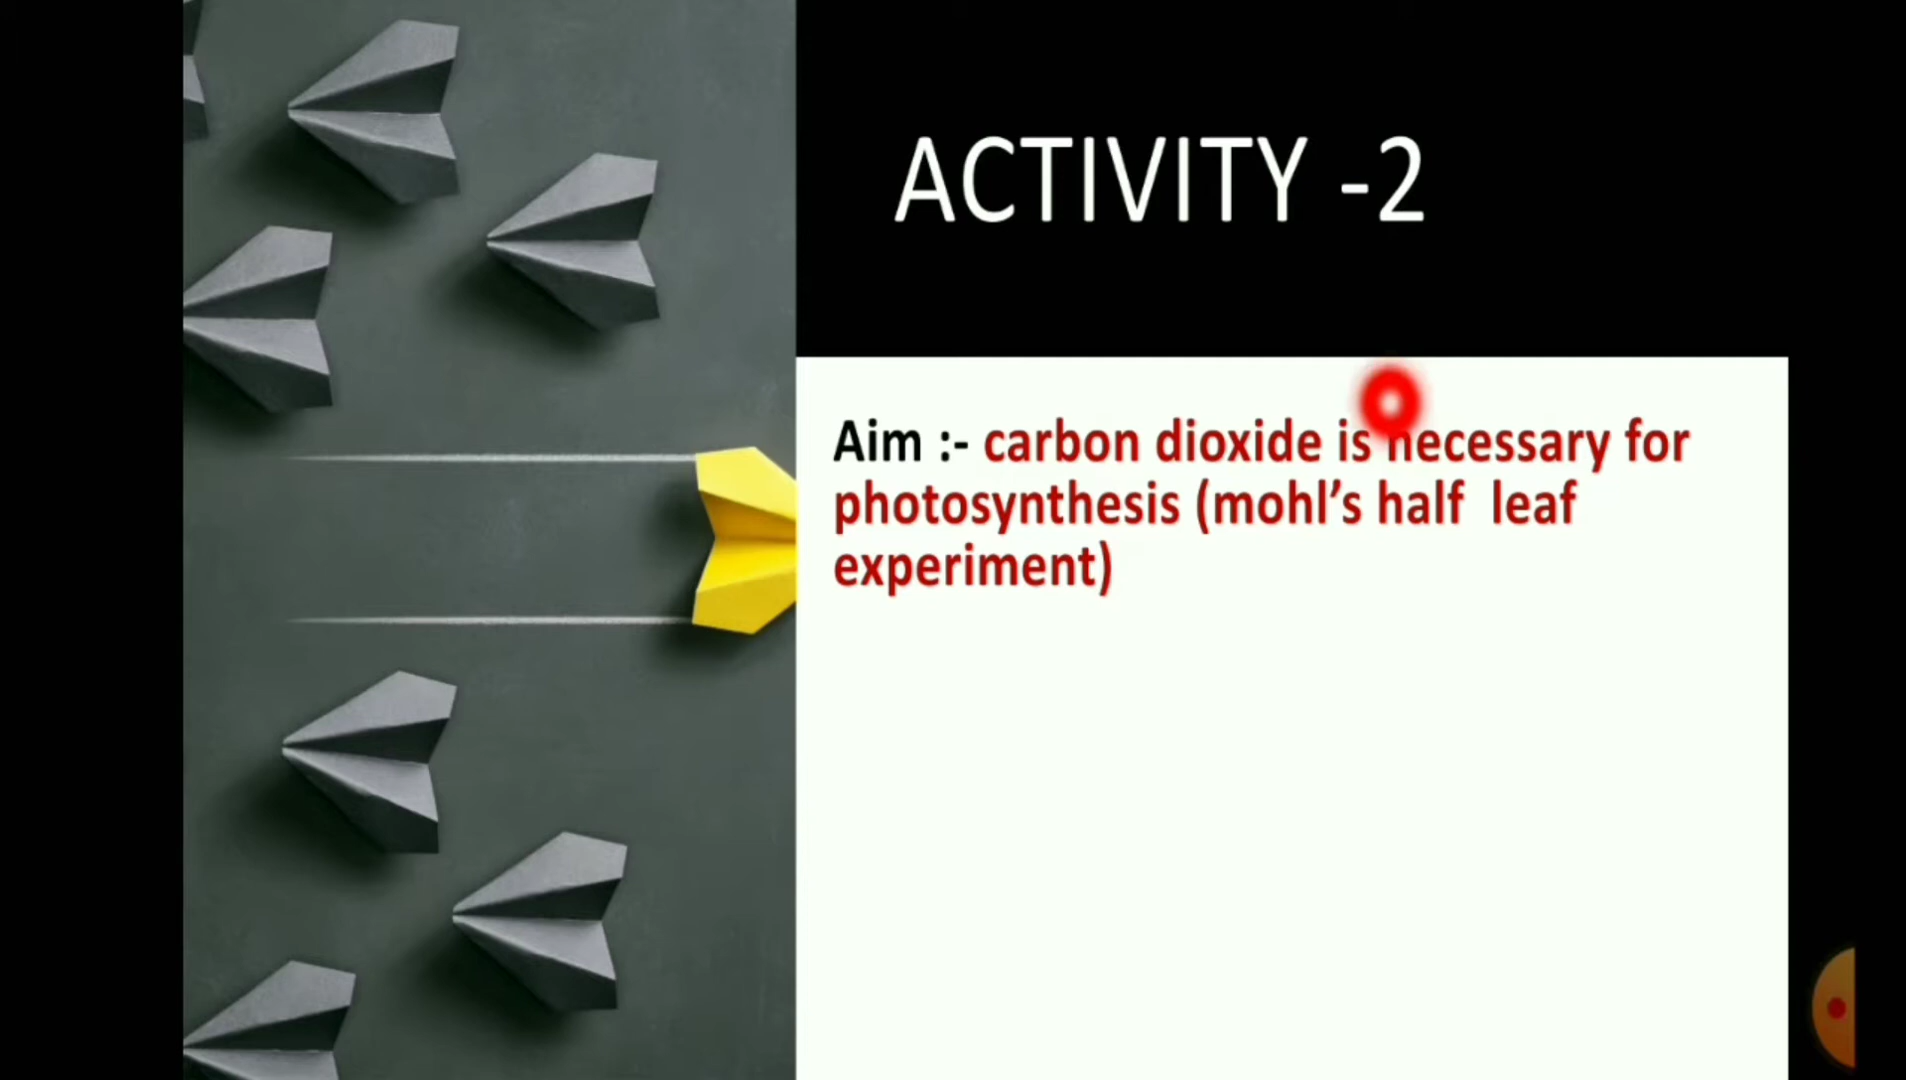 ACTIVITY -2
Aim :- carbon dioxide is necessary for
photosynthesis (mohl’s half leaf
experiment)